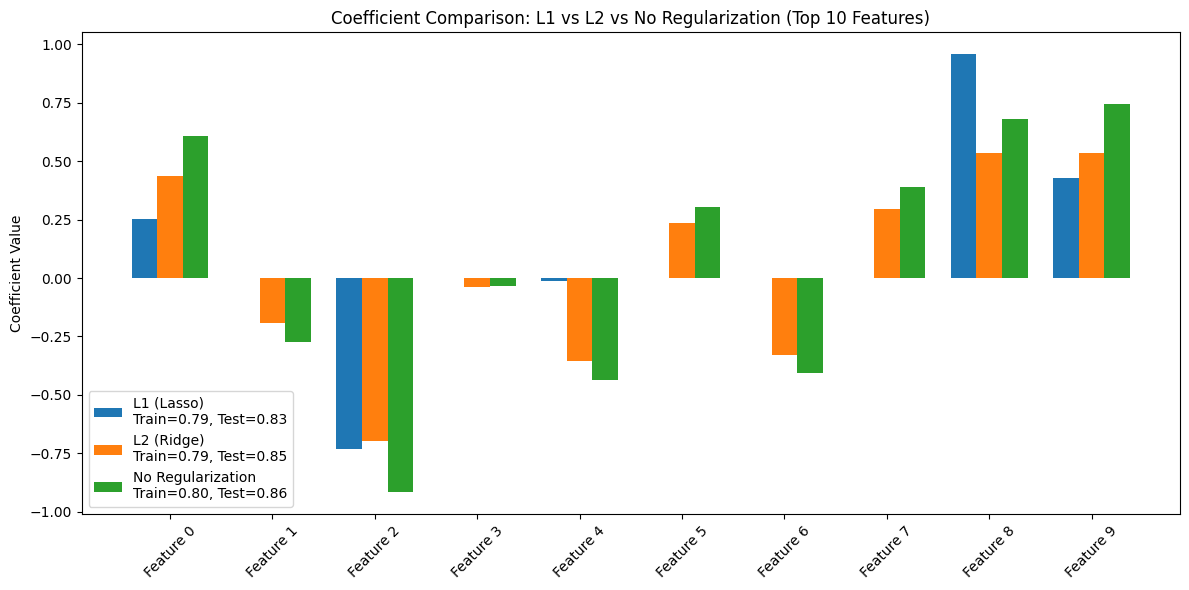 Coefficient Comparison: L1 vs L2 vs No Regularization (Top 10 Features)
Coefficient Value
1.00
0.75
0.50
0.25
0.00
−0.25
−0.50
−0.75
−1.00
L1 (Lasso)
Train=0.79, Test=0.83
L2 (Ridge)
Train=0.79, Test=0.85
No Regularization
Train=0.80, Test=0.86
Feature 0
Feature 1
Feature 2
Feature 3
Feature 4
Feature 5
Feature 6
Feature 7
Feature 8
Feature 9